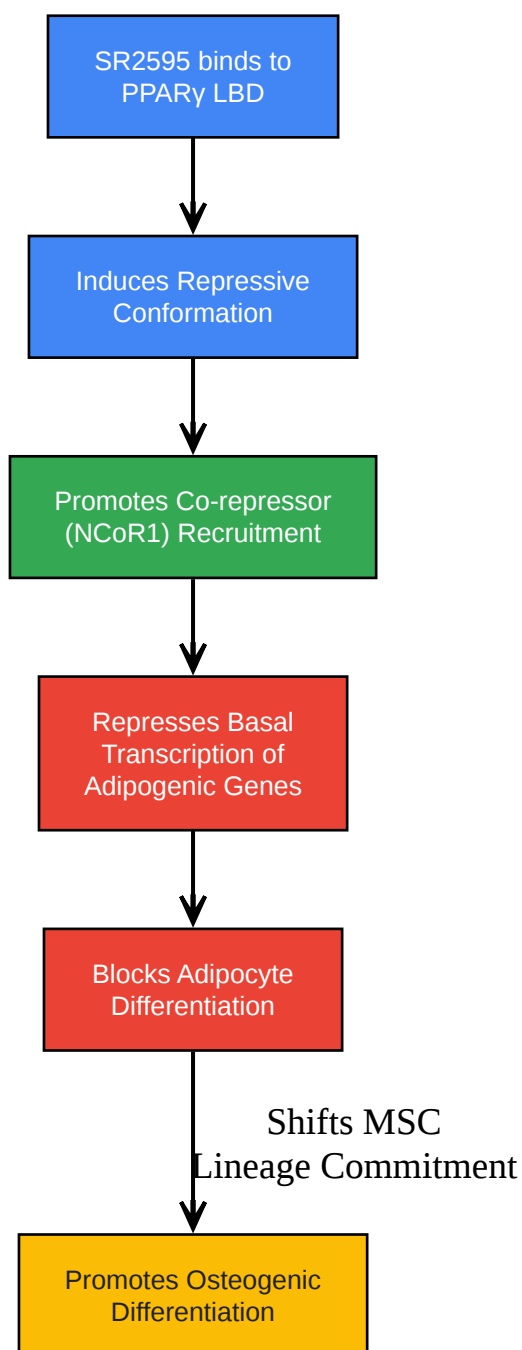 SR2595 binds to
PPARγ LBD
Induces Repressive
Conformation
Promotes Co-repressor
(NCoR1) Recruitment
Represses Basal
Transcription of
Adipogenic Genes
Blocks Adipocyte
Differentiation
Shifts MSC
Lineage Commitment
Promotes Osteogenic
Differentiation